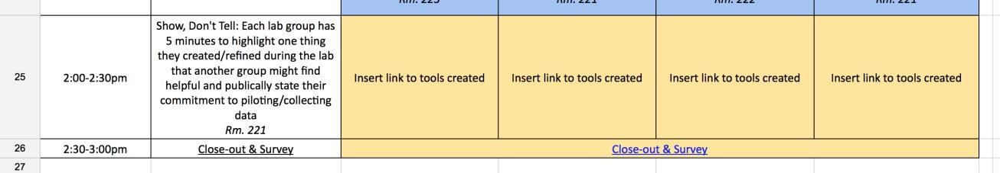 Rm. 223
Rm. 221
Rm. 222
Rm. 221
25
2:00-2:30pm
Show, Don't Tell: Each lab group has
5 minutes to highlight one thing
they created/refined during the lab
that another group might find
helpful and publically state their
commitment to piloting/collecting
data
Rm. 221
Insert link to tools created
Insert link to tools created
Insert link to tools created
Insert link to tools created
26
2:30-3:00pm
Close-out & Survey
Close-out & Survey
27